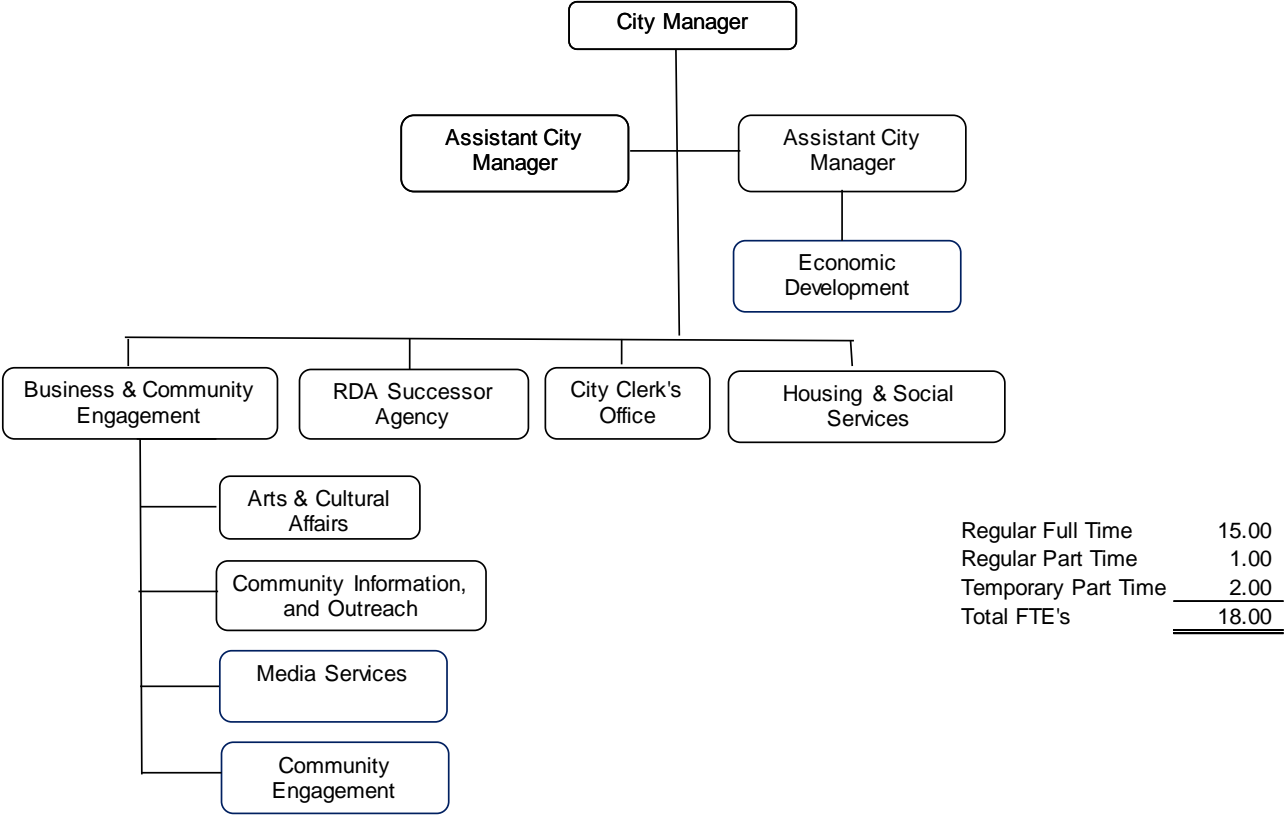 City Manager
Assistant City
Manager
Assistant City
Manager
Economic
Development
Business & Community
Engagement
RDA Successor
Agency
City Clerk's
Office
Housing & Social
Services
Arts & Cultural
Affairs
Community Information,
and Outreach
Media Services
Community
Engagement
Regular Full Time 15.00
Regular Part Time 1.00
Temporary Part Time 2.00
Total FTE's 18.00